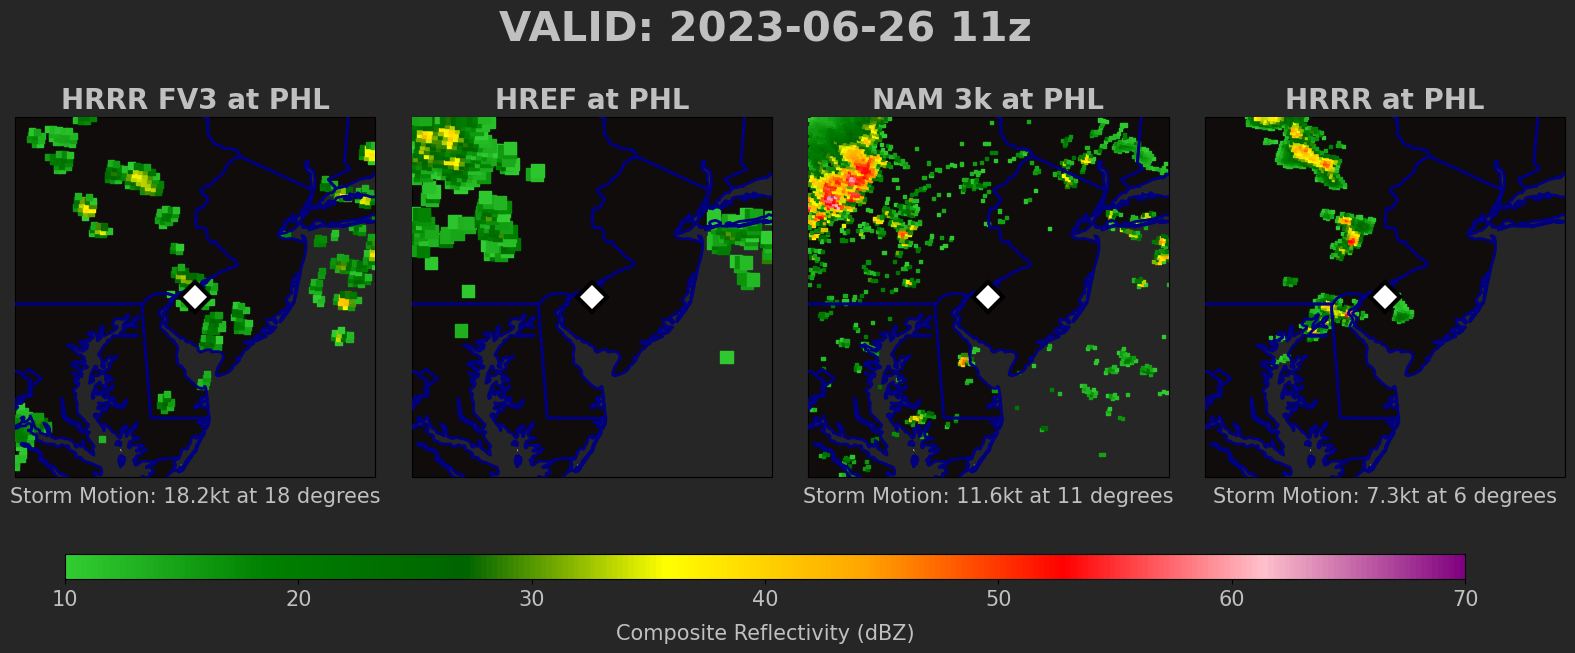 VALID: 2023-06-26 11z
HRRR FV3 at PHL
HREF at PHL
NAM 3k at PHL
HRRR at PHL
Storm Motion: 18.2kt at 18 degrees
Storm Motion: 11.6kt at 11 degrees
Storm Motion: 7.3kt at 6 degrees
10 20 30 40 50 60 70
Composite Reflectivity (dBZ)